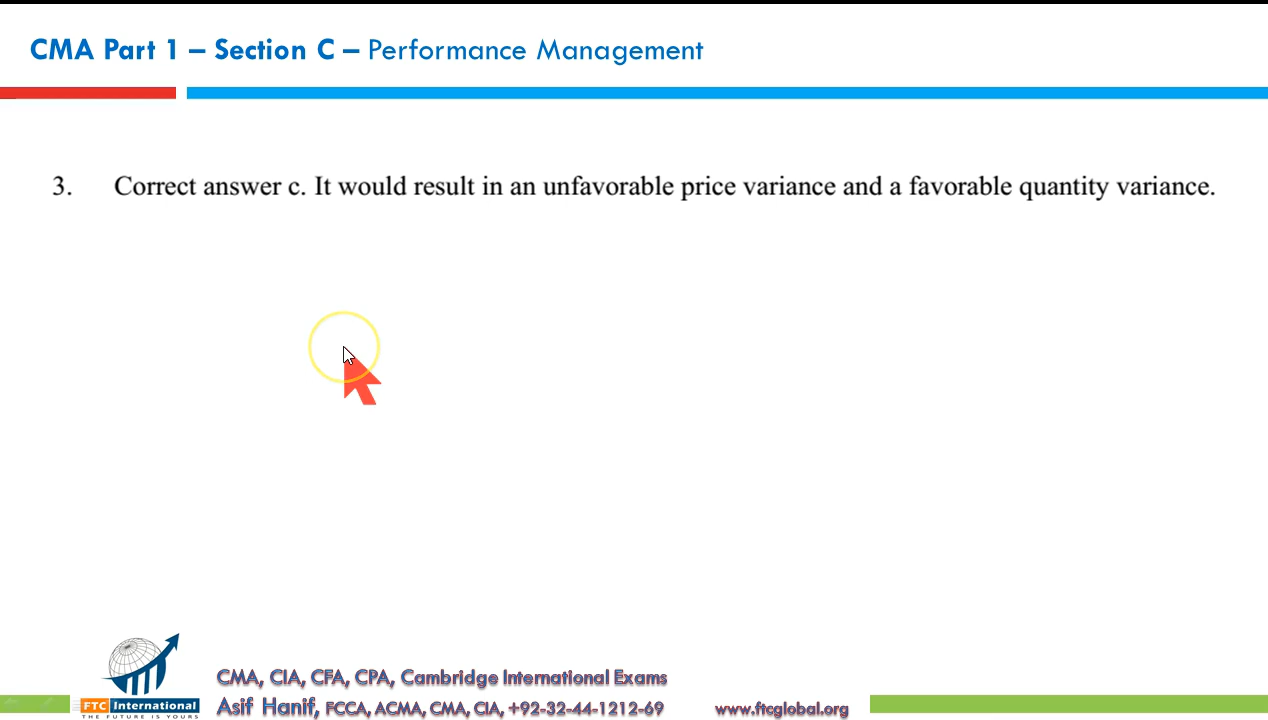 CMA Part 1 – Section C – Performance Management
3. Correct answer c. It would result in an unfavorable price variance and a favorable quantity variance.
CMA, CIA, CFA, CPA, Cambridge International Exams
FTC International
THE FUTURE IS YOURS
Asif Hanif, FCCA, ACMA, CMA, CIA, +92-32-44-1212-69 www.ftcglobal.org